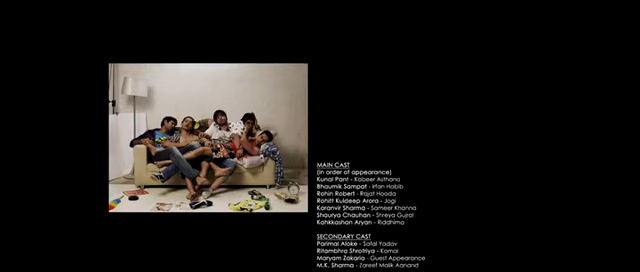 MAIN CAST
(in order of appearance)
Kunal Pant - Kabeer Asthana
Bhaumik Sampat - Irfan Habib
Rohin Robert - Rajat Hooda
Rohitt Kuldeep Arora - Jogi
Karanvir Sharma - Sameer Khanna
Shaurya Chauhan - Shreya Gujral
Kahkkashan Aryan - Riddhima
SECONDARY CAST
Parimal Aloke - Safal Yadav
Ritambhra Shrotriya - Komal
Maryam Zakaria - Guest Appearance
M.K. Sharma - Zareef Malik Aanand